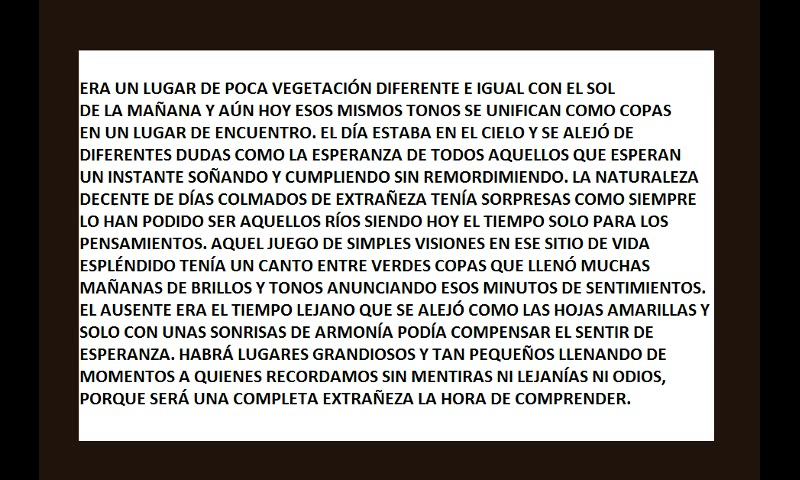 ERA UN LUGAR DE POCA VEGETACIÓN DIFERENTE E IGUAL CON EL SOL
DE LA MAÑANA Y AÚN HOY ESOS MISMOS TONOS SE UNIFICAN COMO COPAS
EN UN LUGAR DE ENCUENTRO. EL DÍA ESTABA EN EL CIELO Y SE ALEJÓ DE
DIFERENTES DUDAS COMO LA ESPERANZA DE TODOS AQUELLOS QUE ESPERAN
UN INSTANTE SOÑANDO Y CUMPLIENDO SIN REMORDIMIENDO. LA NATURALEZA
DECENTE DE DÍAS COLMADOS DE EXTRAÑEZA TENÍA SORPRESAS COMO SIEMPRE
LO HAN PODIDO SER AQUELLOS RÍOS SIENDO HOY EL TIEMPO SOLO PARA LOS
PENSAMIENTOS. AQUEL JUEGO DE SIMPLES VISIONES EN ESE SITIO DE VIDA
ESPLÉNDIDO TENÍA UN CANTO ENTRE VERDES COPAS QUE LLENÓ MUCHAS
MAÑANAS DE BRILLOS Y TONOS ANUNCIANDO ESOS MINUTOS DE SENTIMIENTOS.
EL AUSENTE ERA EL TIEMPO LEJANO QUE SE ALEJÓ COMO LAS HOJAS AMARILLAS Y
SOLO CON UNAS SONRISAS DE ARMONÍA PODÍA COMPENSAR EL SENTIR DE
ESPERANZA. HABRÁ LUGARES GRANDIOSOS Y TAN PEQUEÑOS LLENANDO DE
MOMENTOS A QUIENES RECORDAMOS SIN MENTIRAS NI LEJANÍAS NI ODIOS,
PORQUE SERÁ UNA COMPLETA EXTRAÑEZA LA HORA DE COMPRENDER.